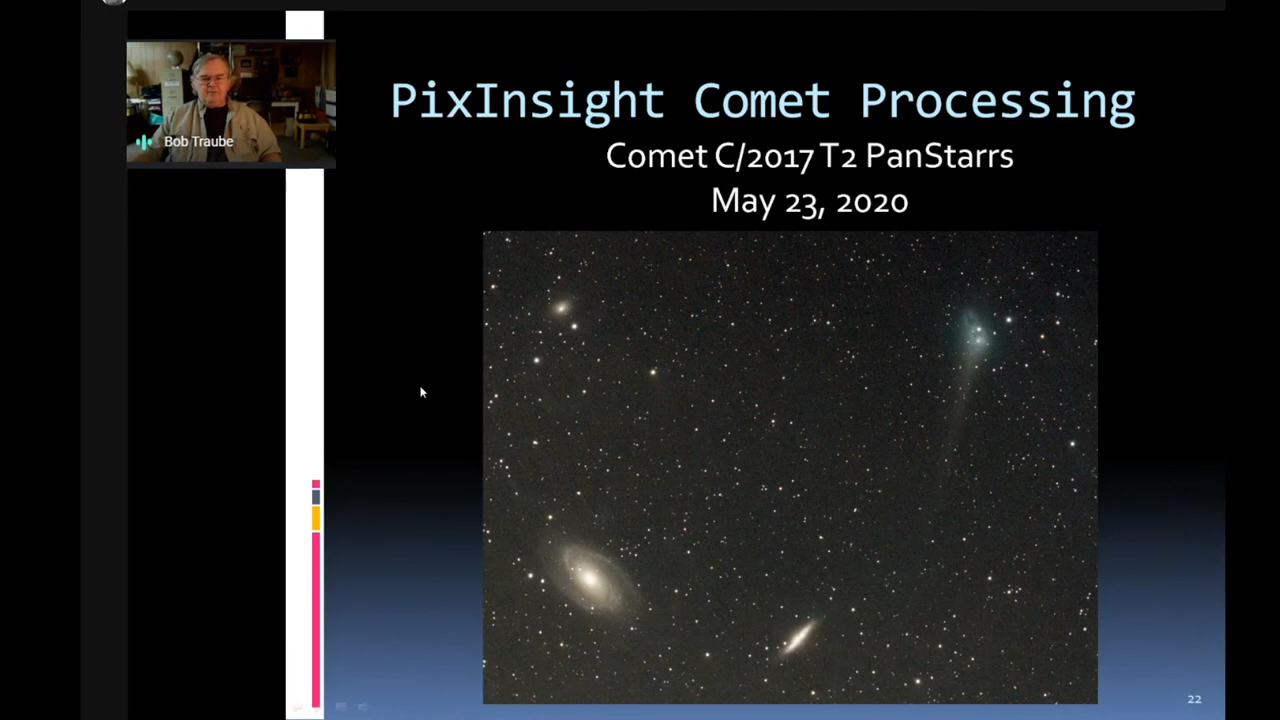 PixInsight Comet Processing
Comet C/2017 T2 PanStarrs
May 23, 2020
Bob Traube
22